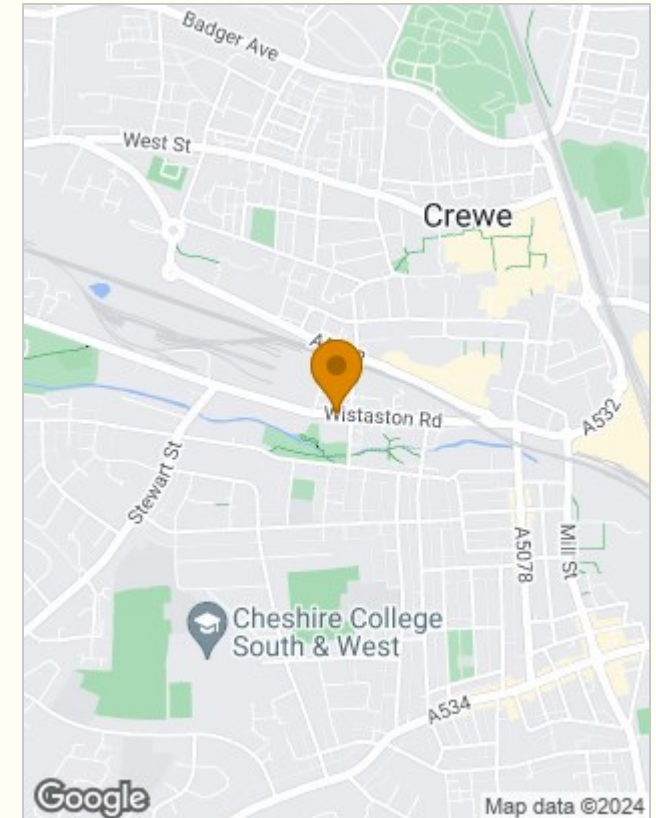 Badger Ave
West St
Crewe
Wistaston Rd
A532
Stewart St
A5078
Mill St
Cheshire College
South & West
A534
Google
Map data ©2024